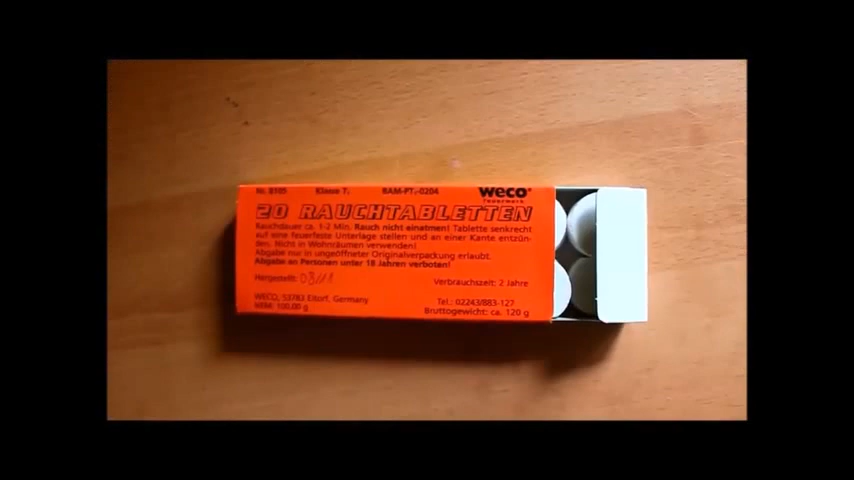 Nr. 8105 Klasse T₁ BAM-PT₁-0204 weco
feuerwerk
20 RAUCHTABLETTEN
Rauchdauer ca. 1-2 Min. Rauch nicht einatmen! Tablette senkrecht
auf eine feuerfeste Unterlage stellen und an einer Kante entzün-
den. Nicht in Wohnräumen verwenden!
Abgabe nur in ungeöffneter Originalverpackung erlaubt.
Abgabe an Personen unter 18 Jahren verboten!
Hergestellt: 03/11 Verbrauchszeit: 2 Jahre
WECO, 53783 Eitorf, Germany Tel.: 02243/883-127
NEM: 100,00 g Bruttogewicht: ca. 120 g